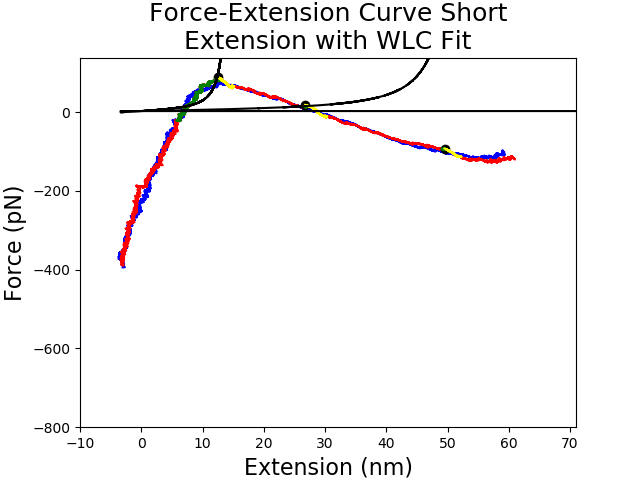 Force-Extension Curve Short
Extension with WLC Fit
0
−200
−400
−600
−800
Force (pN)
−10 0 10 20 30 40 50 60 70
Extension (nm)